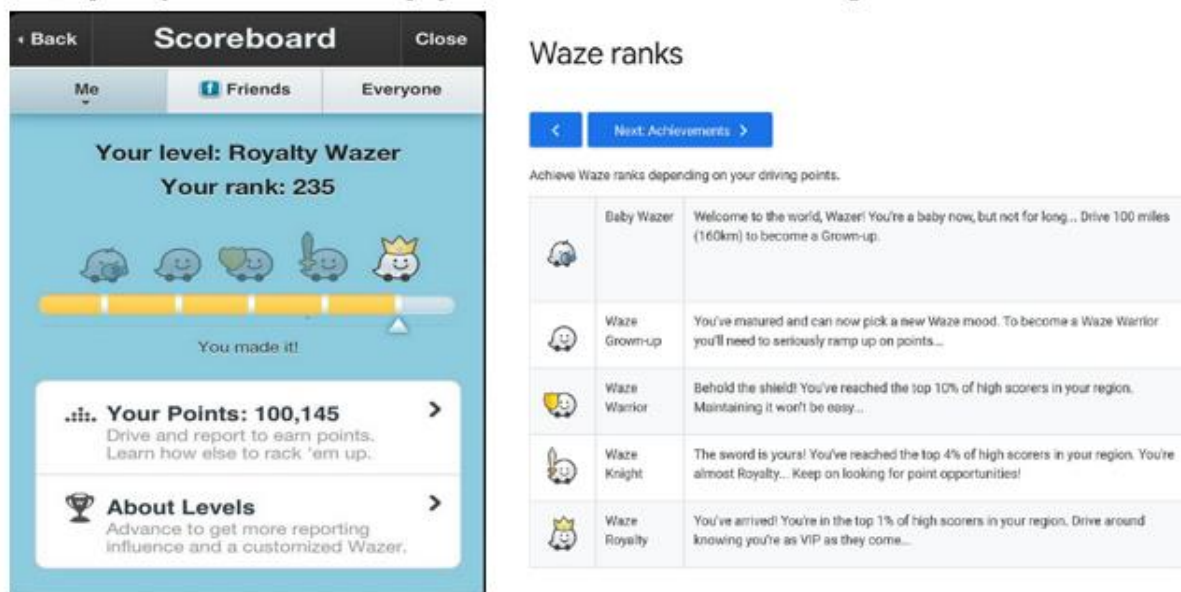 Back
Scoreboard
Close
Me
Friends
Everyone
Your level: Royalty Wazer
Your rank: 235
You made it!
Your Points: 100,145
Drive and report to earn points.
Learn how else to rack 'em up.
About Levels
Advance to get more reporting
influence and a customized Wazer.
Waze ranks
Next: Achievements
Achieve Waze ranks depending on your driving points.
Baby Wazer
Welcome to the world, Wazer! You're a baby now, but not for long... Drive 100 miles
(160km) to become a Grown-up.
Waze
Grown-up
You've matured and can now pick a new Waze mood. To become a Waze Warrior
you'll need to seriously ramp up on points...
Waze
Warrior
Behold the shield! You've reached the top 10% of high scorers in your region.
Maintaining it won't be easy...
Waze
Knight
The sword is yours! You've reached the top 4% of high scorers in your region. You're
almost Royalty... Keep on looking for point opportunities!
Waze
Royalty
You've arrived! You're in the top 1% of high scorers in your region. Drive around
knowing you're as VIP as they come...